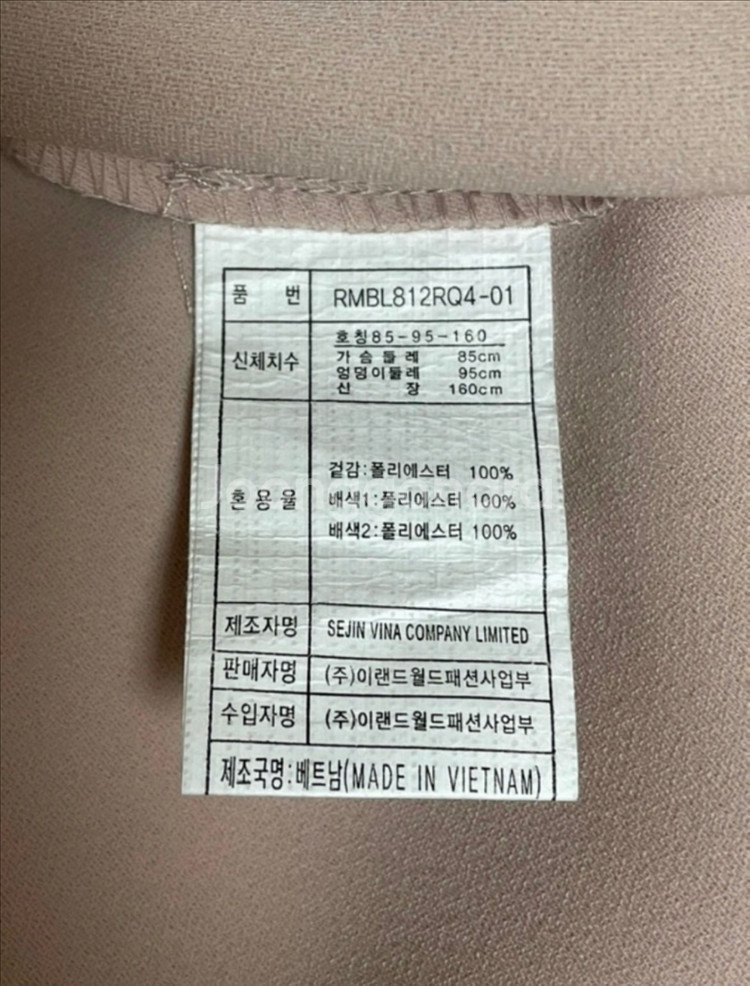 품 번 RMBL812RQ4-01
신체치수
호칭85-95-160
가슴둘레 85cm
엉덩이둘레 95cm
신 장 160cm
혼용율
겉감:폴리에스터 100%
배색1:폴리에스터 100%
배색2:폴리에스터 100%
제조자명 SEJIN VINA COMPANY LIMITED
판매자명 (주)이랜드월드패션사업부
수입자명 (주)이랜드월드패션사업부
제조국명:베트남(MADE IN VIETNAM)